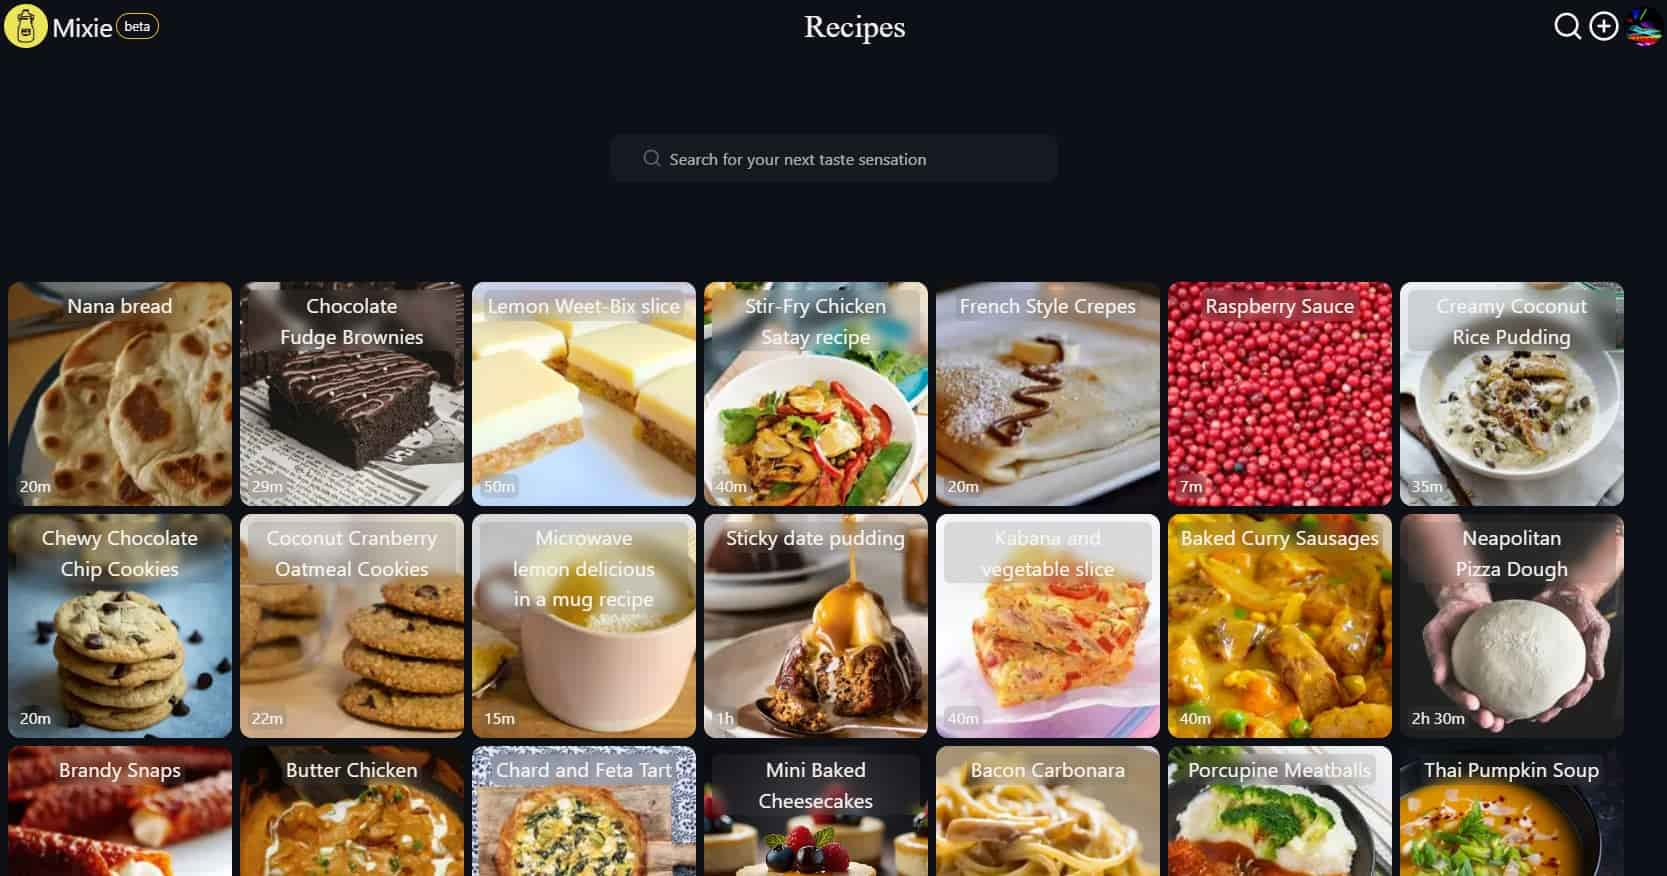 Mixie beta
Recipes
Search for your next taste sensation
Nana bread
20m
Chocolate
Fudge Brownies
29m
Lemon Weet-Bix slice
50m
Stir-Fry Chicken
Satay recipe
40m
French Style Crepes
20m
Raspberry Sauce
7m
Creamy Coconut
Rice Pudding
35m
Chewy Chocolate
Chip Cookies
20m
Coconut Cranberry
Oatmeal Cookies
22m
Microwave
lemon delicious
in a mug recipe
15m
Sticky date pudding
1h
Kabana and
vegetable slice
40m
Baked Curry Sausages
40m
Neapolitan
Pizza Dough
2h 30m
Brandy Snaps
Butter Chicken
Chard and Feta Tart
Mini Baked
Cheesecakes
Bacon Carbonara
Porcupine Meatballs
Thai Pumpkin Soup